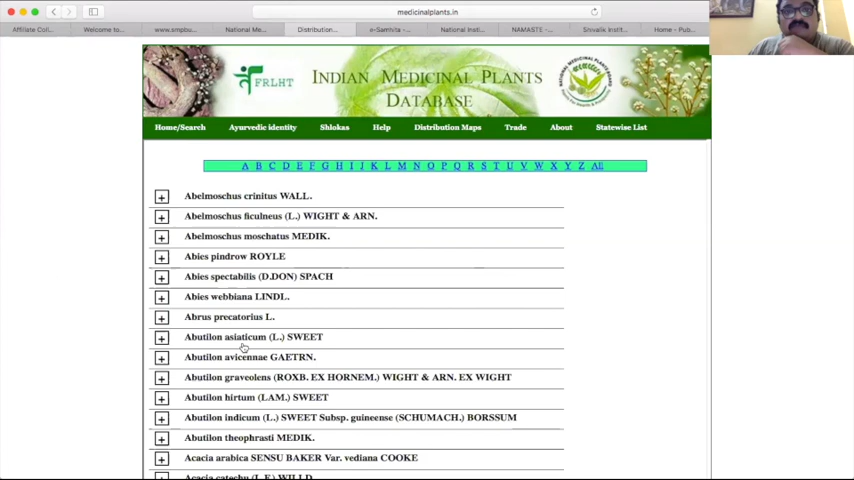 medicinalplants.in
Affiliate Coll...
Welcome to...
www.smpbu...
National Me...
Distribution...
e-Samhita -...
National Insti...
NAMASTE -...
Shivalik Instit...
Home - Pub...
FRLHT
INDIAN MEDICINAL PLANTS
DATABASE
Home/Search
Ayurvedic identity
Shlokas
Help
Distribution Maps
Trade
About
Statewise List
A B C D E F G H I J K L M N O P Q R S T U V W X Y Z All
Abelmoschus crinitus WALL.
Abelmoschus ficulneus (L.) WIGHT & ARN.
Abelmoschus moschatus MEDIK.
Abies pindrow ROYLE
Abies spectabilis (D.DON) SPACH
Abies webbiana LINDL.
Abrus precatorius L.
Abutilon asiaticum (L.) SWEET
Abutilon avicennae GAETRN.
Abutilon graveolens (ROXB. EX HORNEM.) WIGHT & ARN. EX WIGHT
Abutilon hirtum (LAM.) SWEET
Abutilon indicum (L.) SWEET Subsp. guineense (SCHUMACH.) BORSSUM
Abutilon theophrasti MEDIK.
Acacia arabica SENSU BAKER Var. vediana COOKE
Acacia catechu (L.F.) WILLD